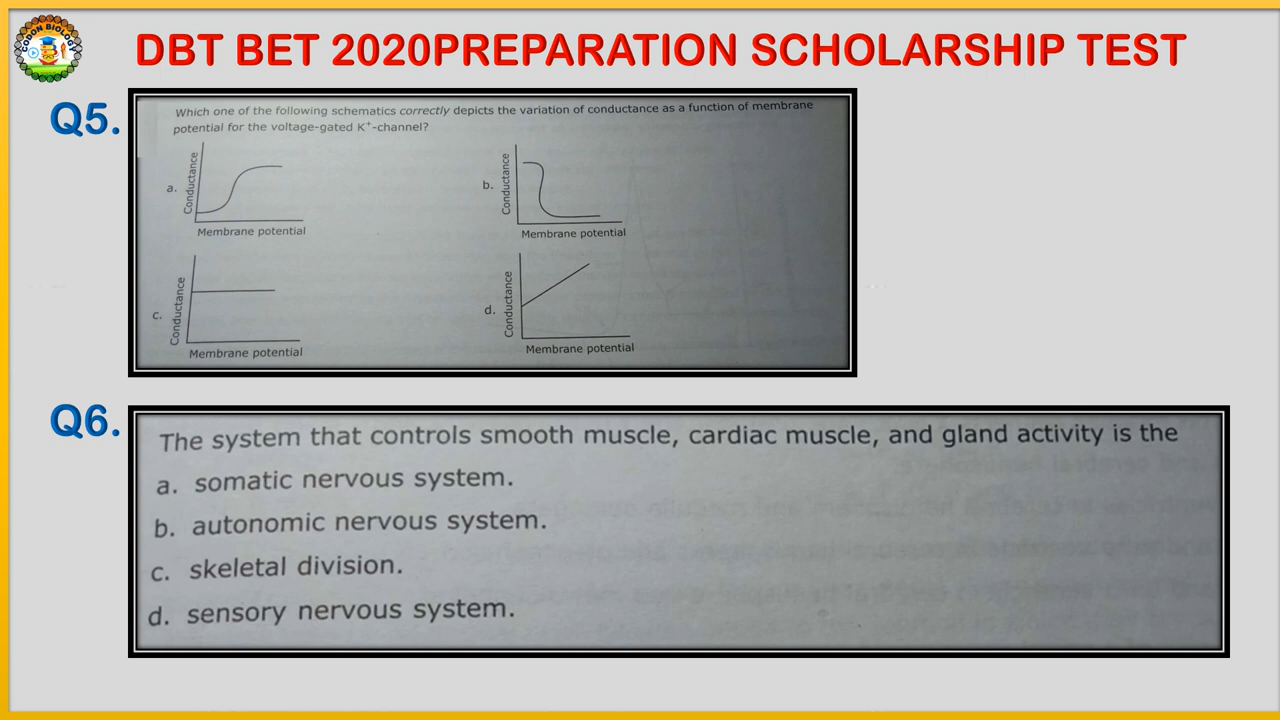 CODON BIOLOGY
DBT BET 2020PREPARATION SCHOLARSHIP TEST
Q5.
Which one of the following schematics correctly depicts the variation of conductance as a function of membrane
potential for the voltage-gated K⁺-channel?
a.
Conductance
Membrane potential
b.
Conductance
Membrane potential
c.
Conductance
Membrane potential
d.
Conductance
Membrane potential
Q6.
The system that controls smooth muscle, cardiac muscle, and gland activity is the
a. somatic nervous system.
b. autonomic nervous system.
c. skeletal division.
d. sensory nervous system.